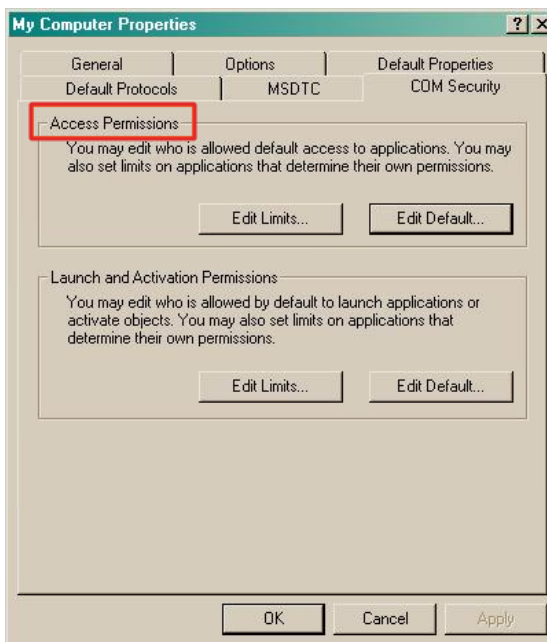 My Computer Properties
General Options Default Properties
Default Protocols MSDTC COM Security
Access Permissions
You may edit who is allowed default access to applications. You may
also set limits on applications that determine their own permissions.
Edit Limits... Edit Default...
Launch and Activation Permissions
You may edit who is allowed by default to launch applications or
activate objects. You may also set limits on applications that
determine their own permissions.
Edit Limits... Edit Default...
OK Cancel Apply